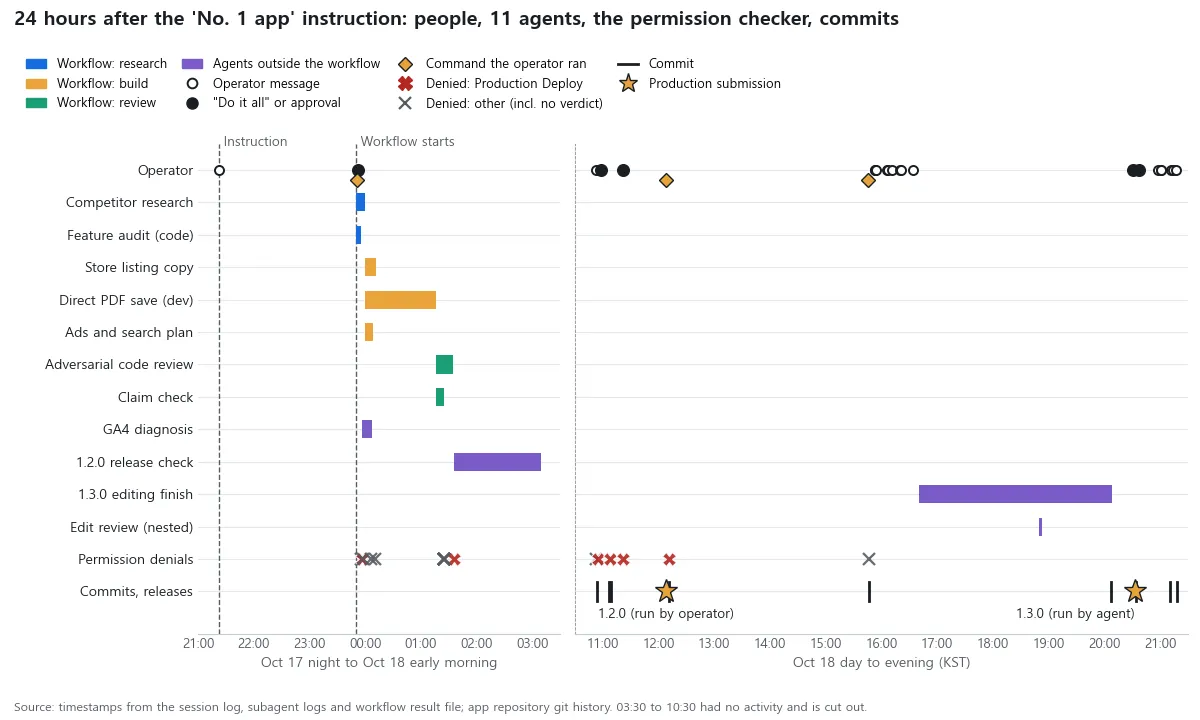 24 hours after the 'No. 1 app' instruction: people, 11 agents, the permission checker, commits
Workflow: research
Agents outside the workflow
Command the operator ran
Commit
Workflow: build
Operator message
Denied: Production Deploy
Production submission
Workflow: review
"Do it all" or approval
Denied: other (incl. no verdict)
Instruction
Workflow starts
Operator
Competitor research
Feature audit (code)
Store listing copy
Direct PDF save (dev)
Ads and search plan
Adversarial code review
Claim check
GA4 diagnosis
1.2.0 release check
1.3.0 editing finish
Edit review (nested)
Permission denials
Commits, releases
1.2.0 (run by operator)
1.3.0 (run by agent)
21:00 22:00 23:00 00:00 01:00 02:00 03:00
11:00 12:00 13:00 14:00 15:00 16:00 17:00 18:00 19:00 20:00 21:00
Oct 17 night to Oct 18 early morning
Oct 18 day to evening (KST)
Source: timestamps from the session log, subagent logs and workflow result file; app repository git history. 03:30 to 10:30 had no activity and is cut out.